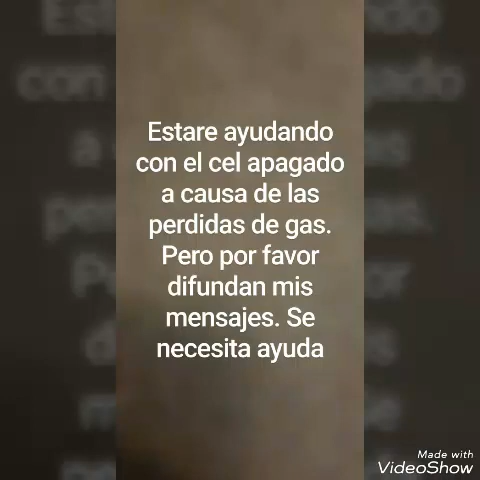 Estare ayudando
con el cel apagado
a causa de las
perdidas de gas.
Pero por favor
difundan mis
mensajes. Se
necesita ayuda
Made with
VideoShow